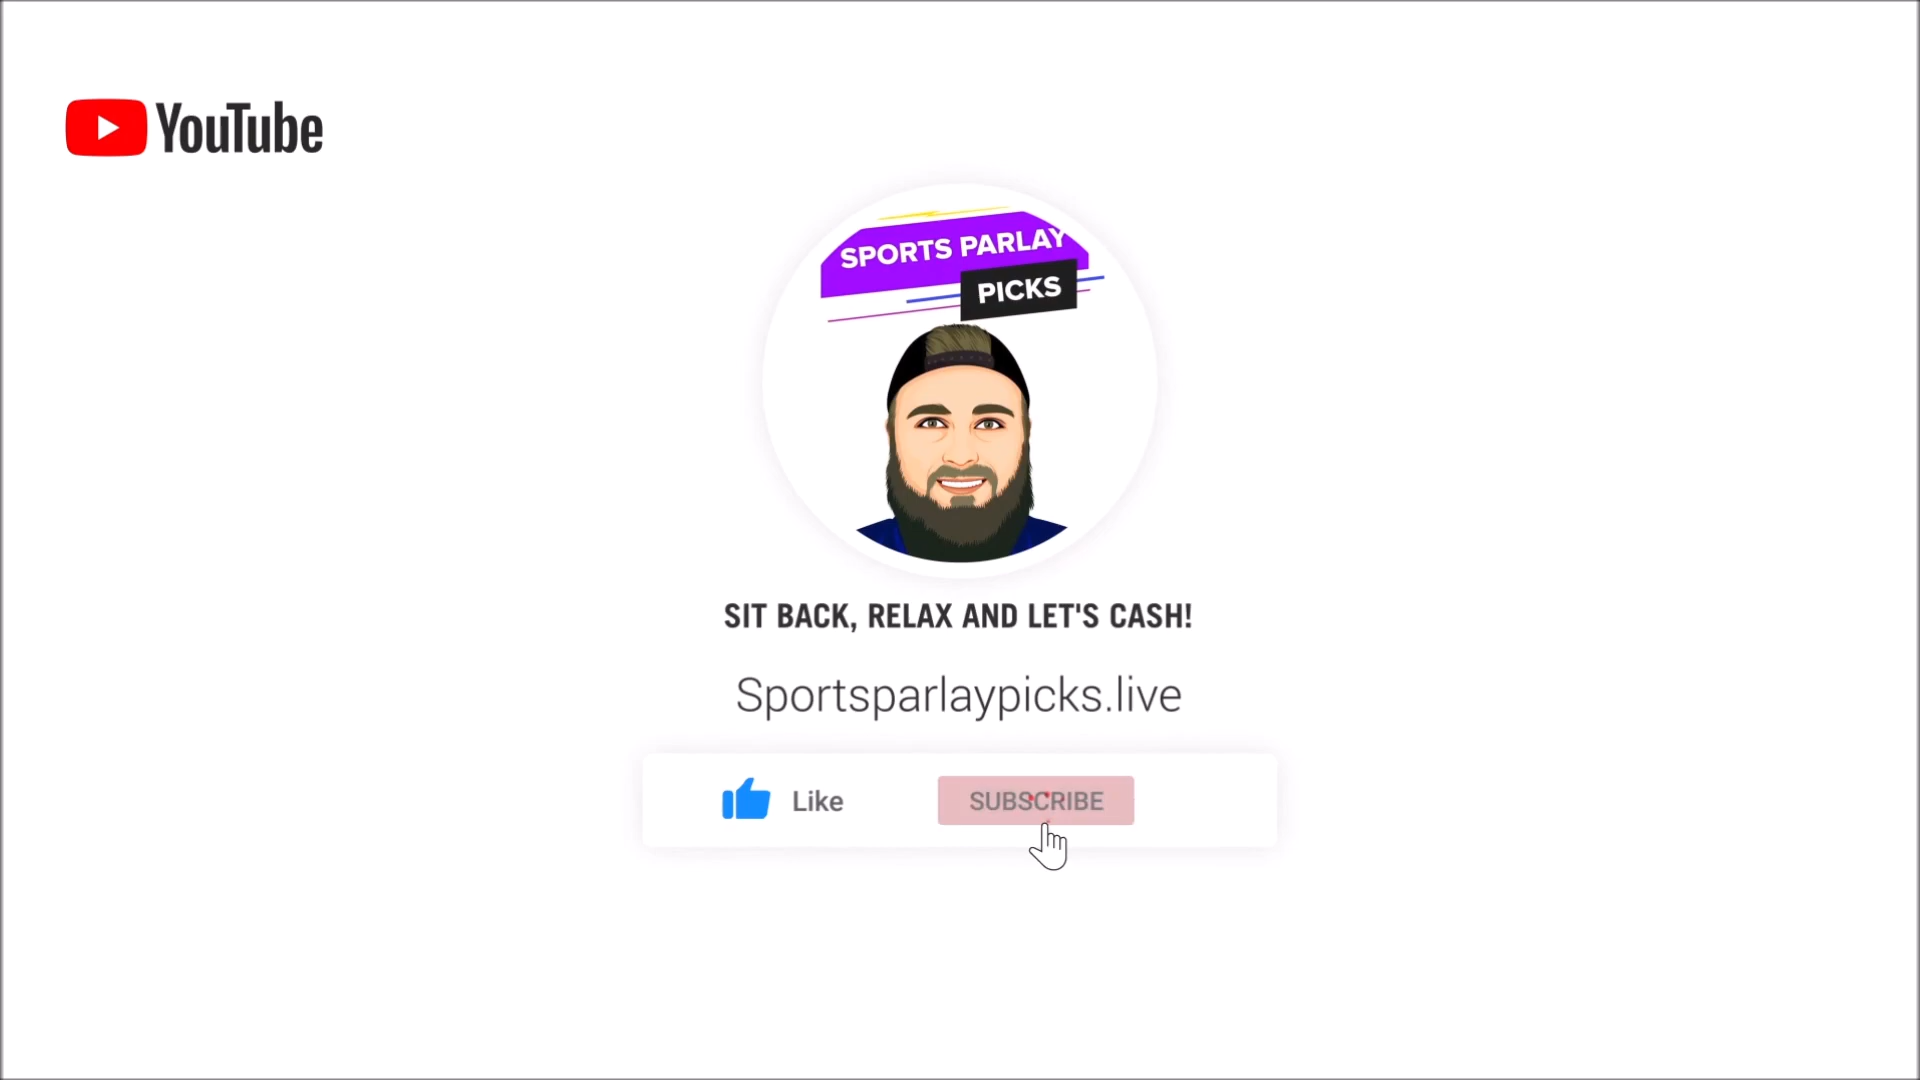 YouTube
SPORTS PARLAY
PICKS
SIT BACK, RELAX AND LET'S CASH!
Sportsparlaypicks.live
Like
SUBSCRIBE